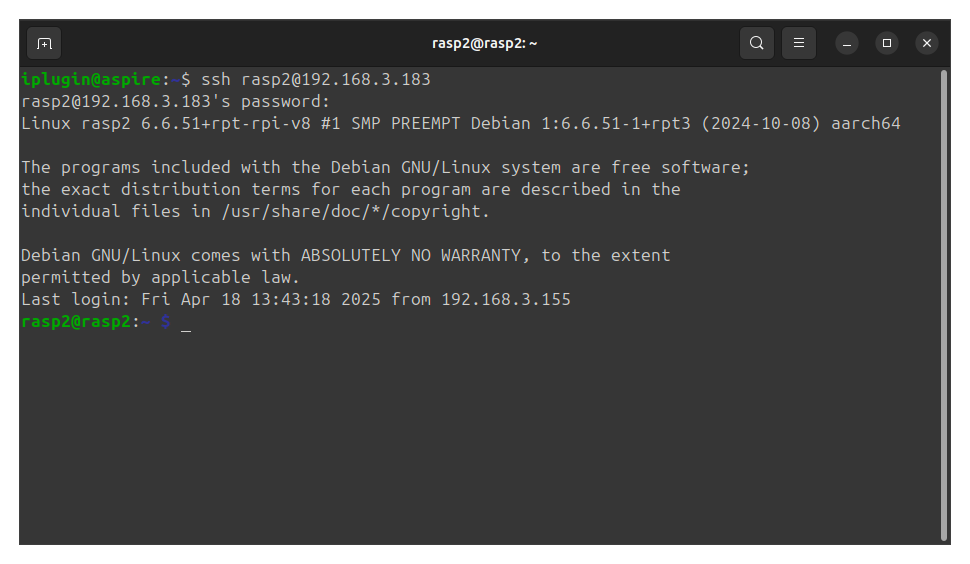 rasp2@rasp2: ~
iplugin@aspire:~$ ssh rasp2@192.168.3.183
rasp2@192.168.3.183's password:
Linux rasp2 6.6.51+rpt-rpi-v8 #1 SMP PREEMPT Debian 1:6.6.51-1+rpt3 (2024-10-08) aarch64
The programs included with the Debian GNU/Linux system are free software;
the exact distribution terms for each program are described in the
individual files in /usr/share/doc/*/copyright.
Debian GNU/Linux comes with ABSOLUTELY NO WARRANTY, to the extent
permitted by applicable law.
Last login: Fri Apr 18 13:43:18 2025 from 192.168.3.155
rasp2@rasp2:~ $ _